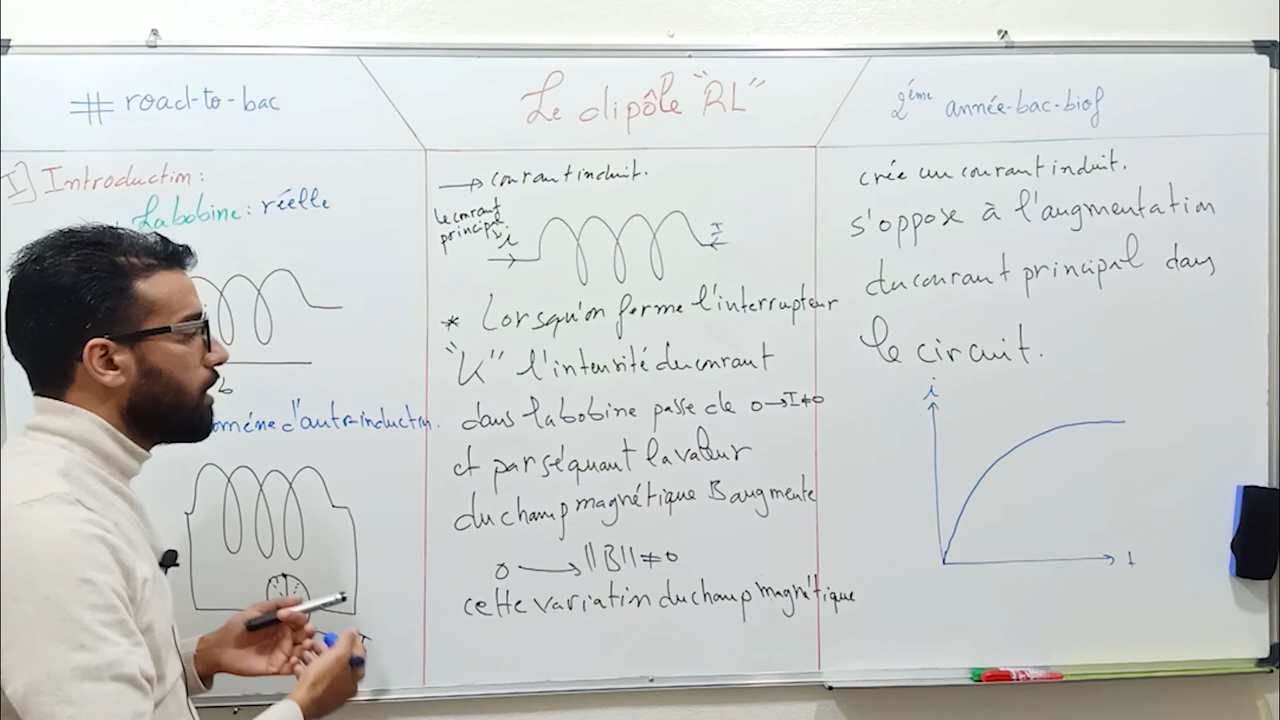 # road-to-bac
Le dipôle "RL"
2ème année-bac-biof
I] Introduction:
La bobine: réelle
d'auto-induction.
→ courant induit.
le courant
principal.
i
I
* Lorsqu'on ferme l'interrupteur
"K" l'intensité du courant
dans la bobine passe de 0→I≠0
et par séquant la valeur
du champ magnétique B augmente
0 → ||B||≠0
cette variation du champ magnétique
crée un courant induit.
s'oppose à l'augmentation
du courant principal dans
le circuit.
i
t